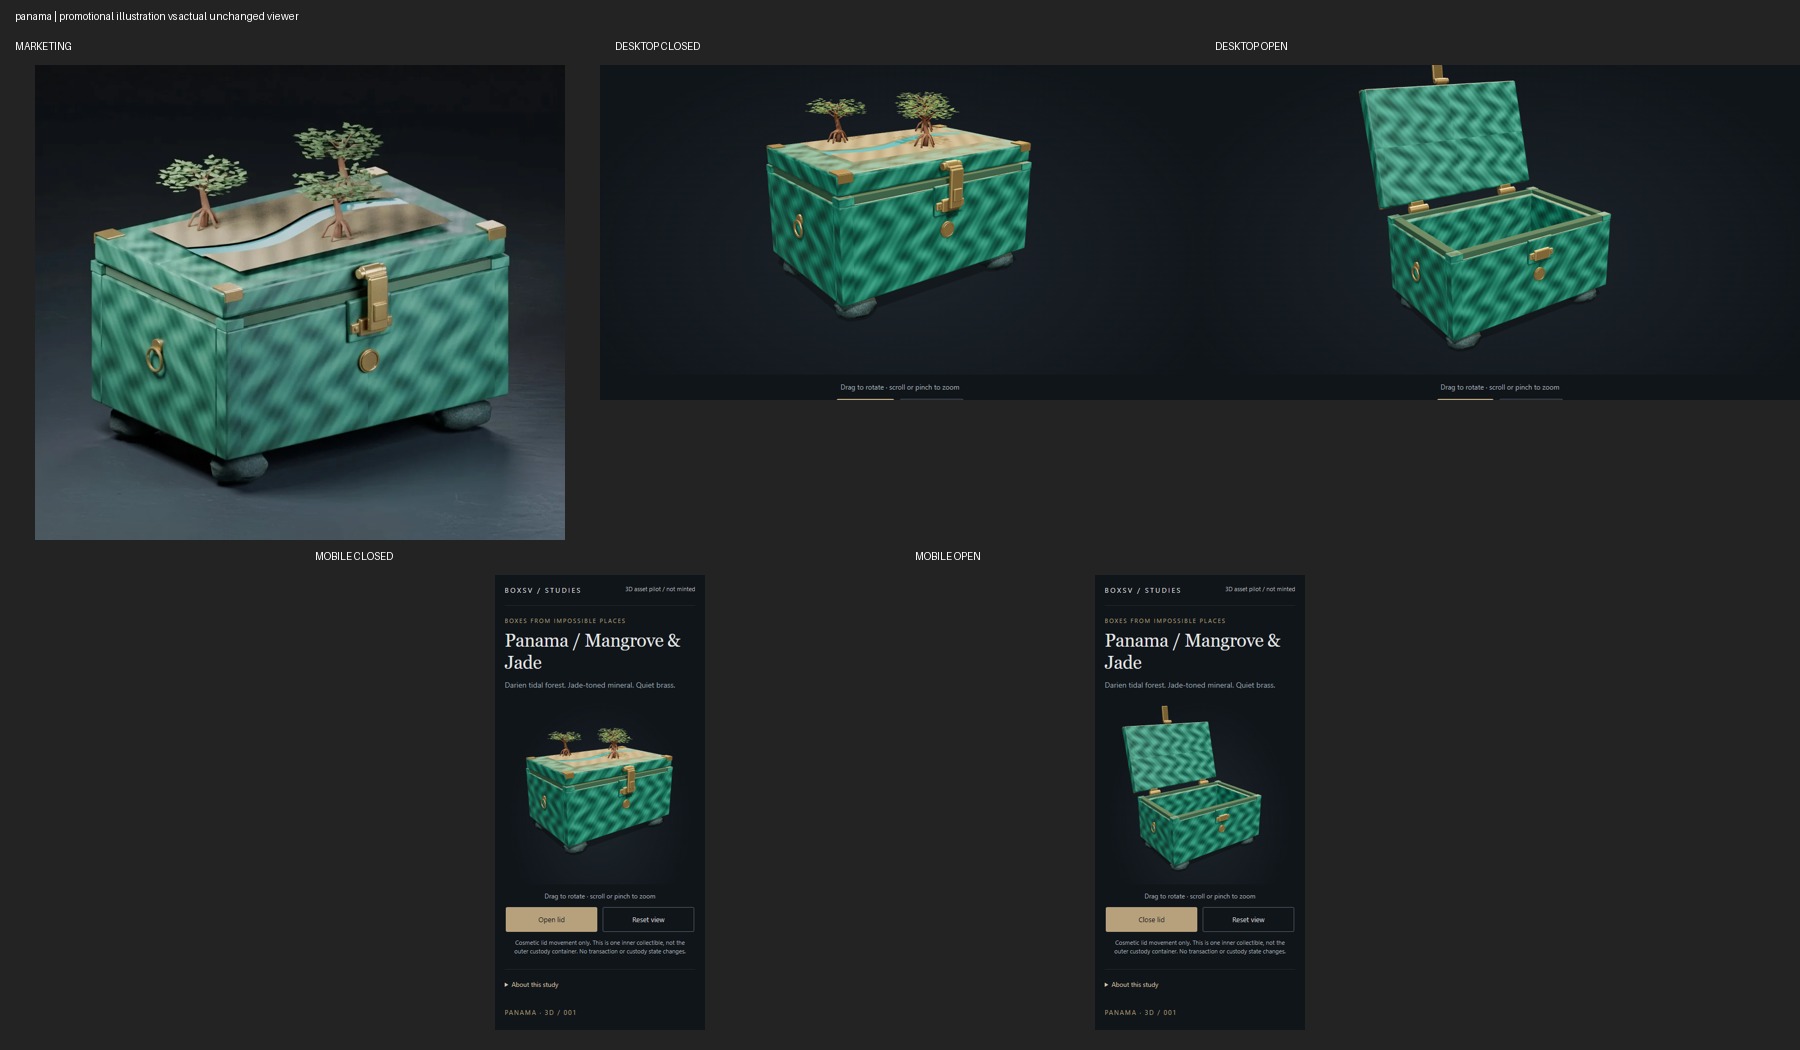 panama | promotional illustration vs actual unchanged viewer
MARKETING
DESKTOP CLOSED
DESKTOP OPEN
Drag to rotate · scroll or pinch to zoom
Drag to rotate · scroll or pinch to zoom
MOBILE CLOSED
MOBILE OPEN
BOXSV / STUDIES
3D asset pilot / not minted
BOXES FROM IMPOSSIBLE PLACES
Panama / Mangrove &
Jade
Darien tidal forest. Jade-toned mineral. Quiet brass.
Drag to rotate · scroll or pinch to zoom
Open lid
Reset view
Cosmetic lid movement only. This is one inner collectible, not the
outer custody container. No transaction or custody state changes.
▶ About this study
PANAMA · 3D / 001
BOXSV / STUDIES
3D asset pilot / not minted
BOXES FROM IMPOSSIBLE PLACES
Panama / Mangrove &
Jade
Darien tidal forest. Jade-toned mineral. Quiet brass.
Drag to rotate · scroll or pinch to zoom
Close lid
Reset view
Cosmetic lid movement only. This is one inner collectible, not the
outer custody container. No transaction or custody state changes.
▶ About this study
PANAMA · 3D / 001